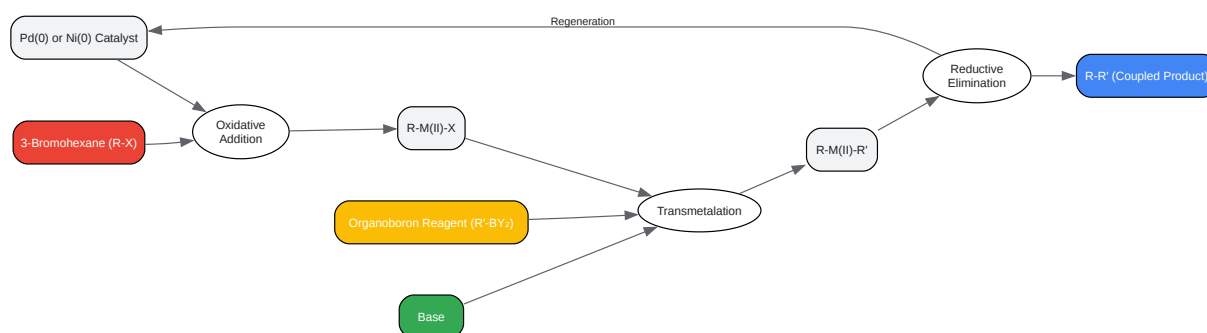 Regeneration
Pd(0) or Ni(0) Catalyst
Reductive
Elimination
R-R' (Coupled Product)
3-Bromohexane (R-X)
Oxidative
Addition
R-M(II)-X
R-M(II)-R'
Organoboron Reagent (R'-BY₂)
Transmetalation
Base